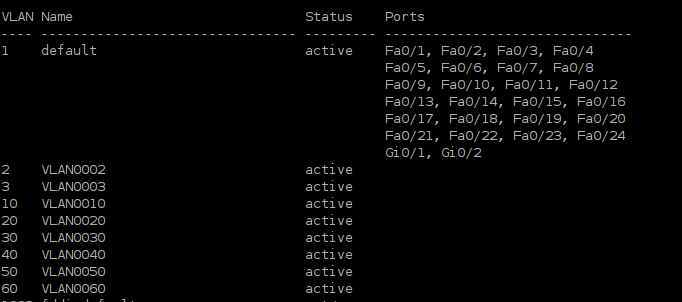 VLAN Name                             Status    Ports
---- -------------------------------- --------- -------------------------------
1    default                          active    Fa0/1, Fa0/2, Fa0/3, Fa0/4
                                                Fa0/5, Fa0/6, Fa0/7, Fa0/8
                                                Fa0/9, Fa0/10, Fa0/11, Fa0/12
                                                Fa0/13, Fa0/14, Fa0/15, Fa0/16
                                                Fa0/17, Fa0/18, Fa0/19, Fa0/20
                                                Fa0/21, Fa0/22, Fa0/23, Fa0/24
                                                Gi0/1, Gi0/2
2    VLAN0002                         active
3    VLAN0003                         active
10   VLAN0010                         active
20   VLAN0020                         active
30   VLAN0030                         active
40   VLAN0040                         active
50   VLAN0050                         active
60   VLAN0060                         active